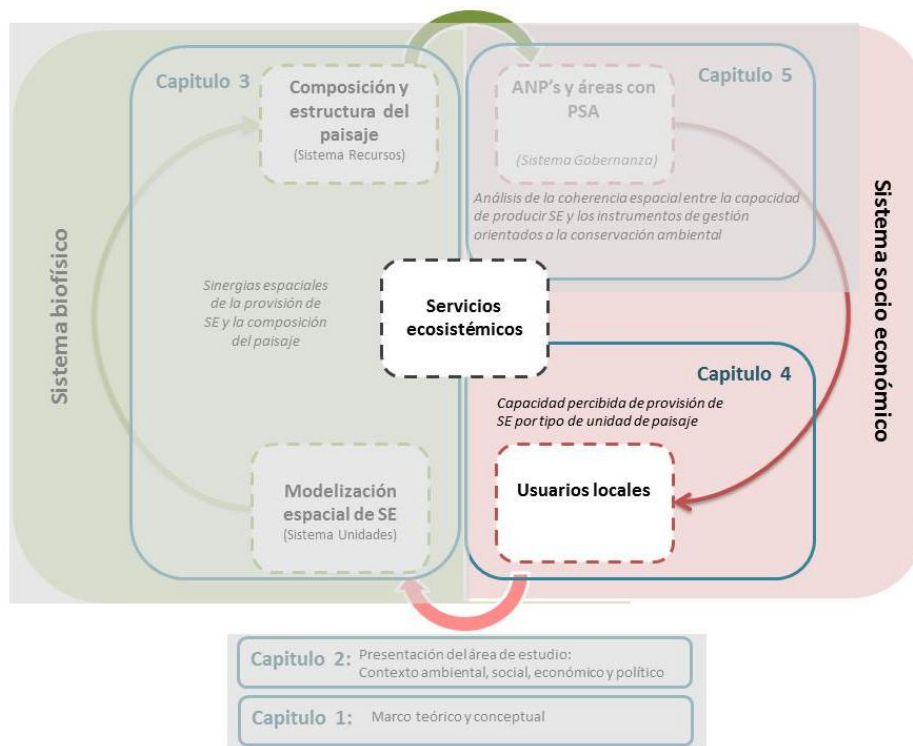 Capitulo 3
Composición y
estructura del
paisaje
(Sistema Recursos)
Sistema biofísico
Sinergias espaciales
de la provisión de
SE y la composición
del paisaje
Modelización
espacial de SE
(Sistema Unidades)
Servicios
ecosistémicos
Capitulo 5
ANP's y áreas con
PSA
(Sistema Gobernanza)
Análisis de la coherencia espacial entre la capacidad
de producir SE y los instrumentos de gestión
orientados a la conservación ambiental
Sistema socio económico
Capitulo 4
Capacidad percibida de provisión de
SE por tipo de unidad de paisaje
Usuarios locales
Capitulo 2: Presentación del área de estudio:
Contexto ambiental, social, económico y político
Capitulo 1: Marco teórico y conceptual